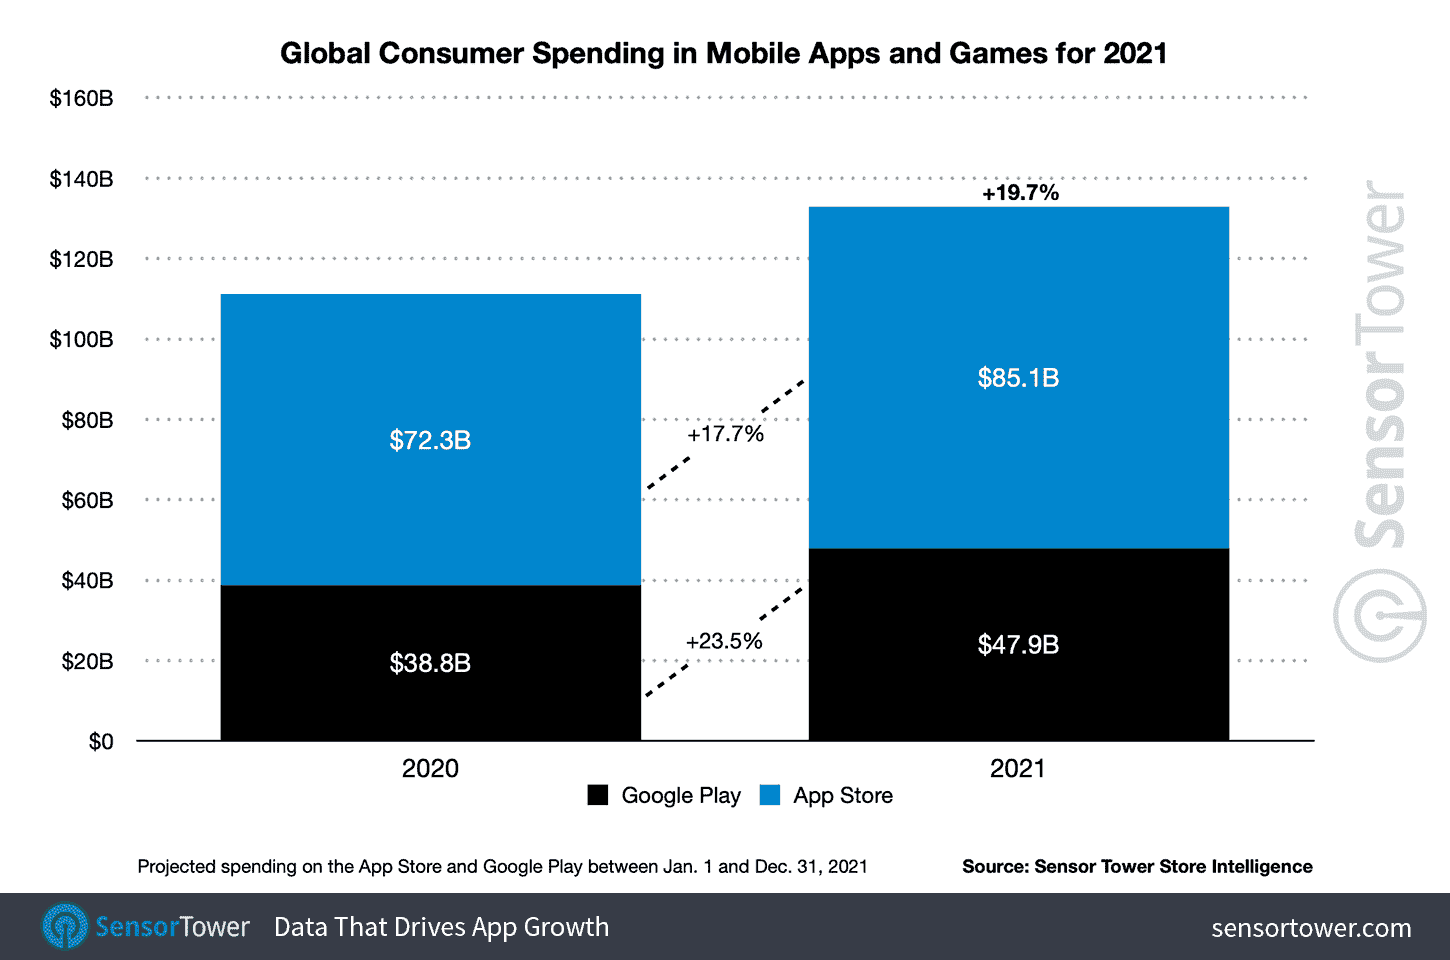 Global Consumer Spending in Mobile Apps and Games for 2021
$160B
$140B
$120B
$100B
$80B
$60B
$40B
$20B
$0
+19.7%
$72.3B
$38.8B
+17.7%
+23.5%
$85.1B
$47.9B
2020
2021
Google Play
App Store
Projected spending on the App Store and Google Play between Jan. 1 and Dec. 31, 2021
Source: Sensor Tower Store Intelligence
SensorTower
SensorTower
Data That Drives App Growth
sensortower.com